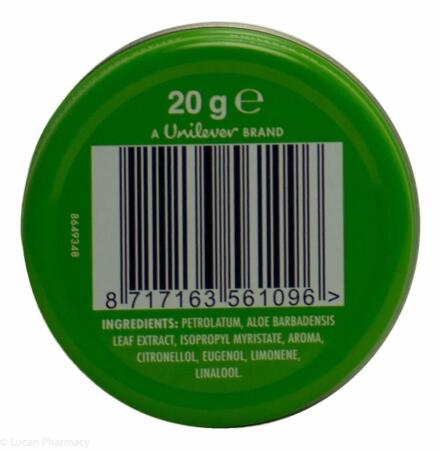 20 g ℮
A Unilever BRAND
8649348
8 717163 561096 >
INGREDIENTS: PETROLATUM, ALOE BARBADENSIS
LEAF EXTRACT, ISOPROPYL MYRISTATE, AROMA,
CITRONELLOL, EUGENOL, LIMONENE,
LINALOOL.
© Lucan Pharmacy